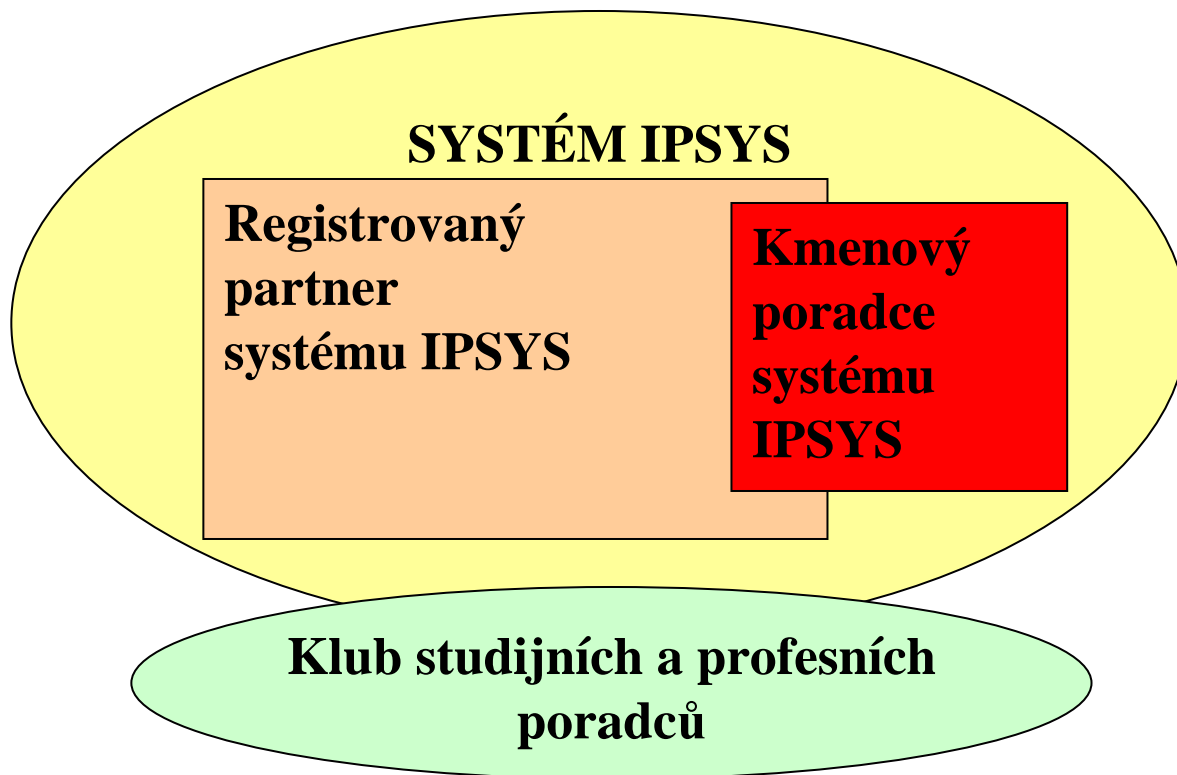 SYSTÉM IPSYS
Registrovaný
partner
systému IPSYS
Kmenový
poradce
systému
IPSYS
Klub studijních a profesních
poradců